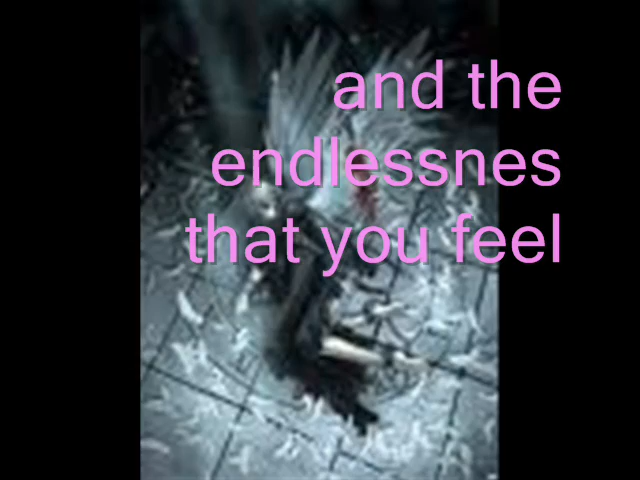 and the
endlessnes
that you feel